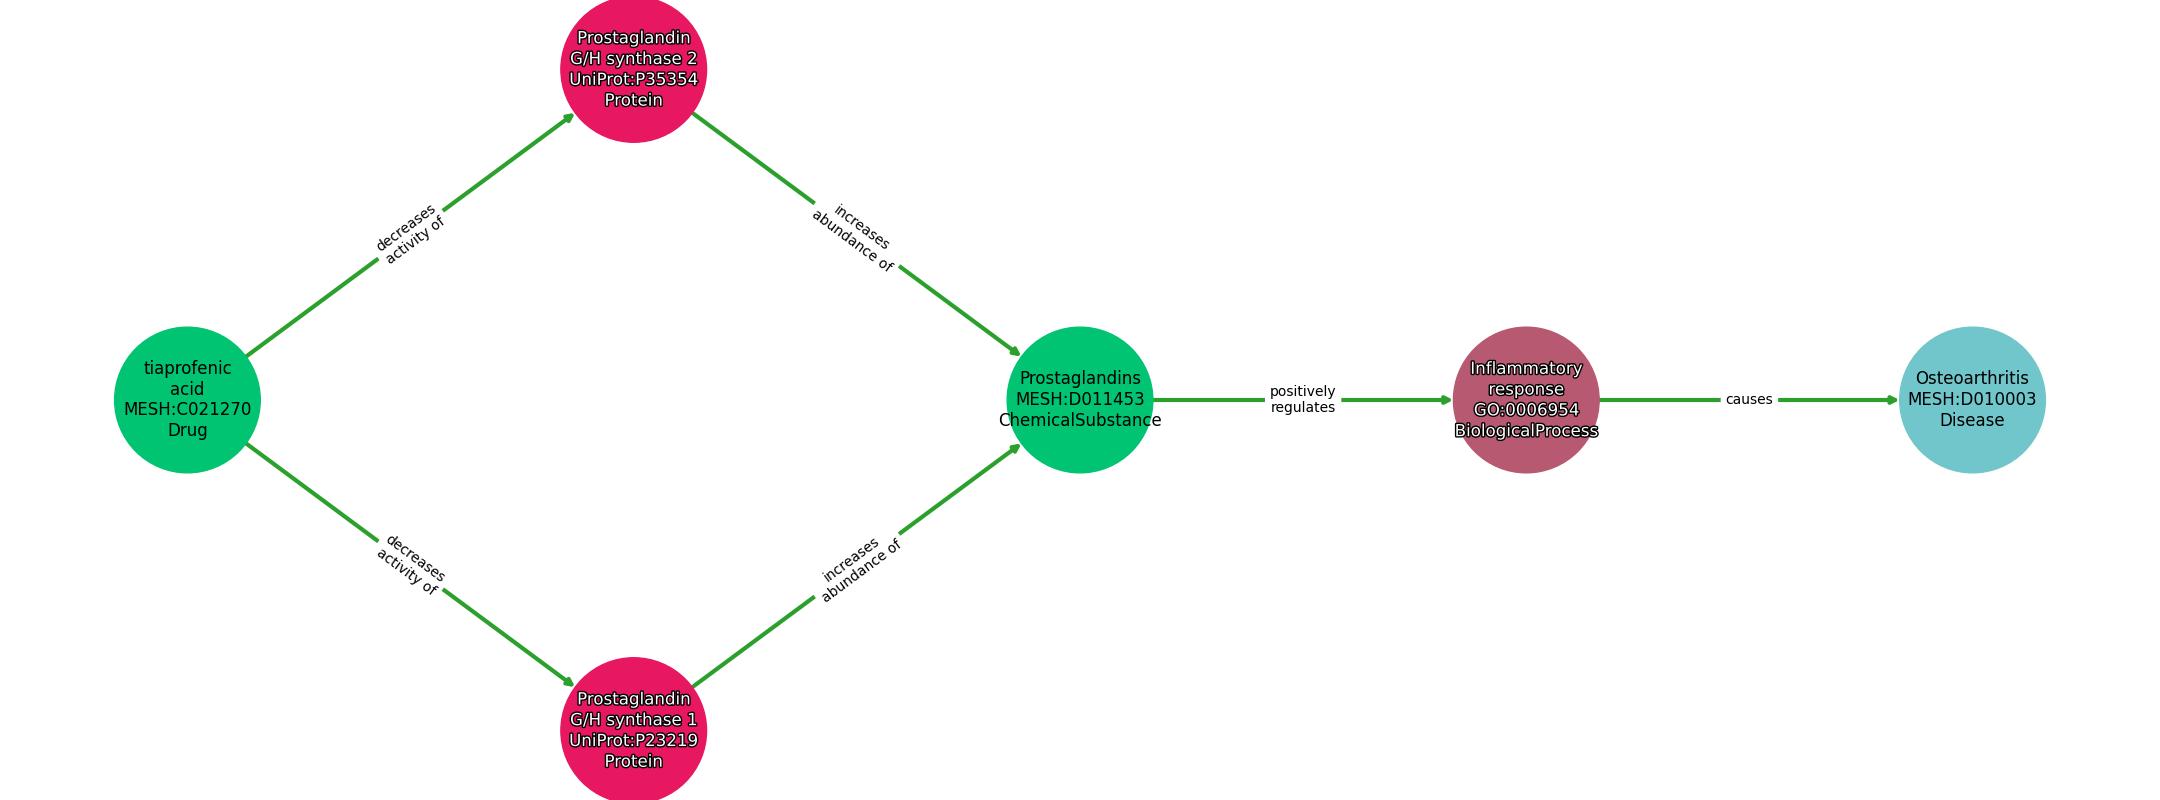 Prostaglandin
G/H synthase 2
UniProt:P35354
Protein
decreases
activity of
increases
abundance of
tiaprofenic
acid
MESH:C021270
Drug
Prostaglandins
MESH:D011453
ChemicalSubstance
positively
regulates
Inflammatory
response
GO:0006954
BiologicalProcess
causes
Osteoarthritis
MESH:D010003
Disease
decreases
activity of
increases
abundance of
Prostaglandin
G/H synthase 1
UniProt:P23219
Protein